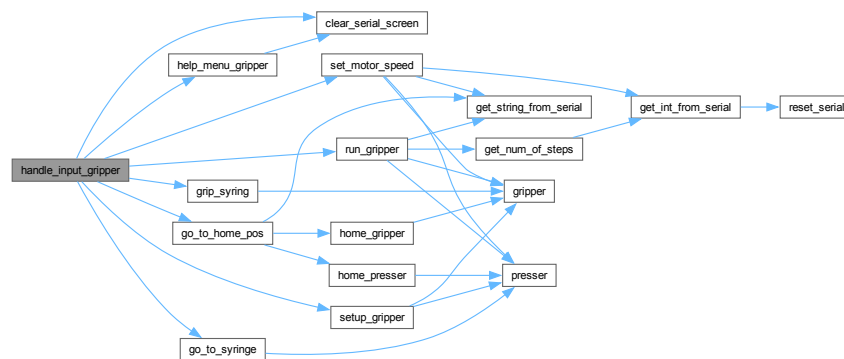 clear_serial_screen
help_menu_gripper
set_motor_speed
get_string_from_serial
get_int_from_serial
reset_serial
run_gripper
get_num_of_steps
handle_input_gripper
grip_syring
gripper
go_to_home_pos
home_gripper
home_presser
presser
setup_gripper
go_to_syringe